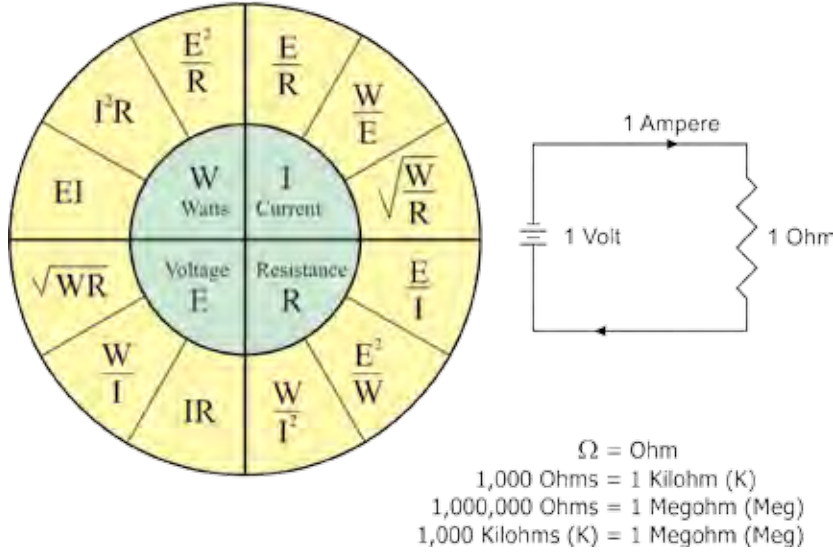 E²/R
E/R
I²R
W/E
EI
W
Watts
I
Current
√(W/R)
1 Ampere
1 Volt
1 Ohm
√WR
Voltage
E
Resistance
R
E/I
W/I
IR
W/I²
E²/W
Ω = Ohm
1,000 Ohms = 1 Kilohm (K)
1,000,000 Ohms = 1 Megohm (Meg)
1,000 Kilohms (K) = 1 Megohm (Meg)